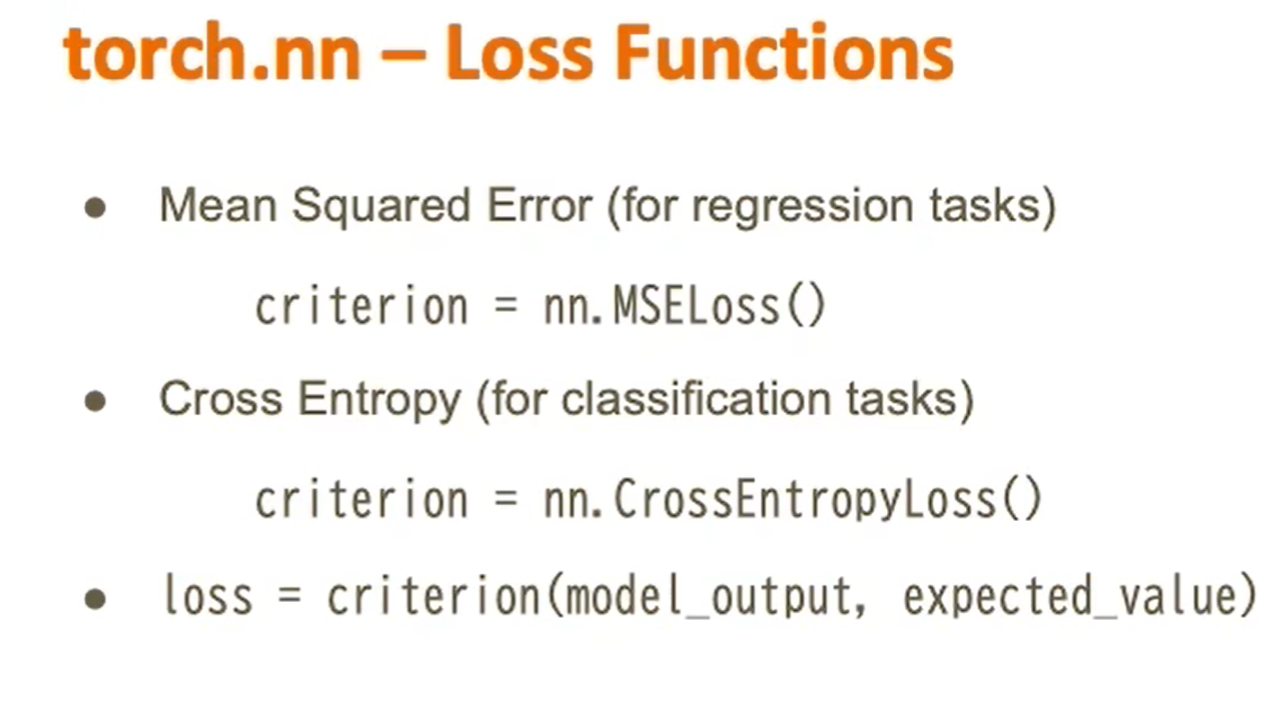 torch.nn – Loss Functions
● Mean Squared Error (for regression tasks)
criterion = nn.MSELoss()
● Cross Entropy (for classification tasks)
criterion = nn.CrossEntropyLoss()
● loss = criterion(model_output, expected_value)